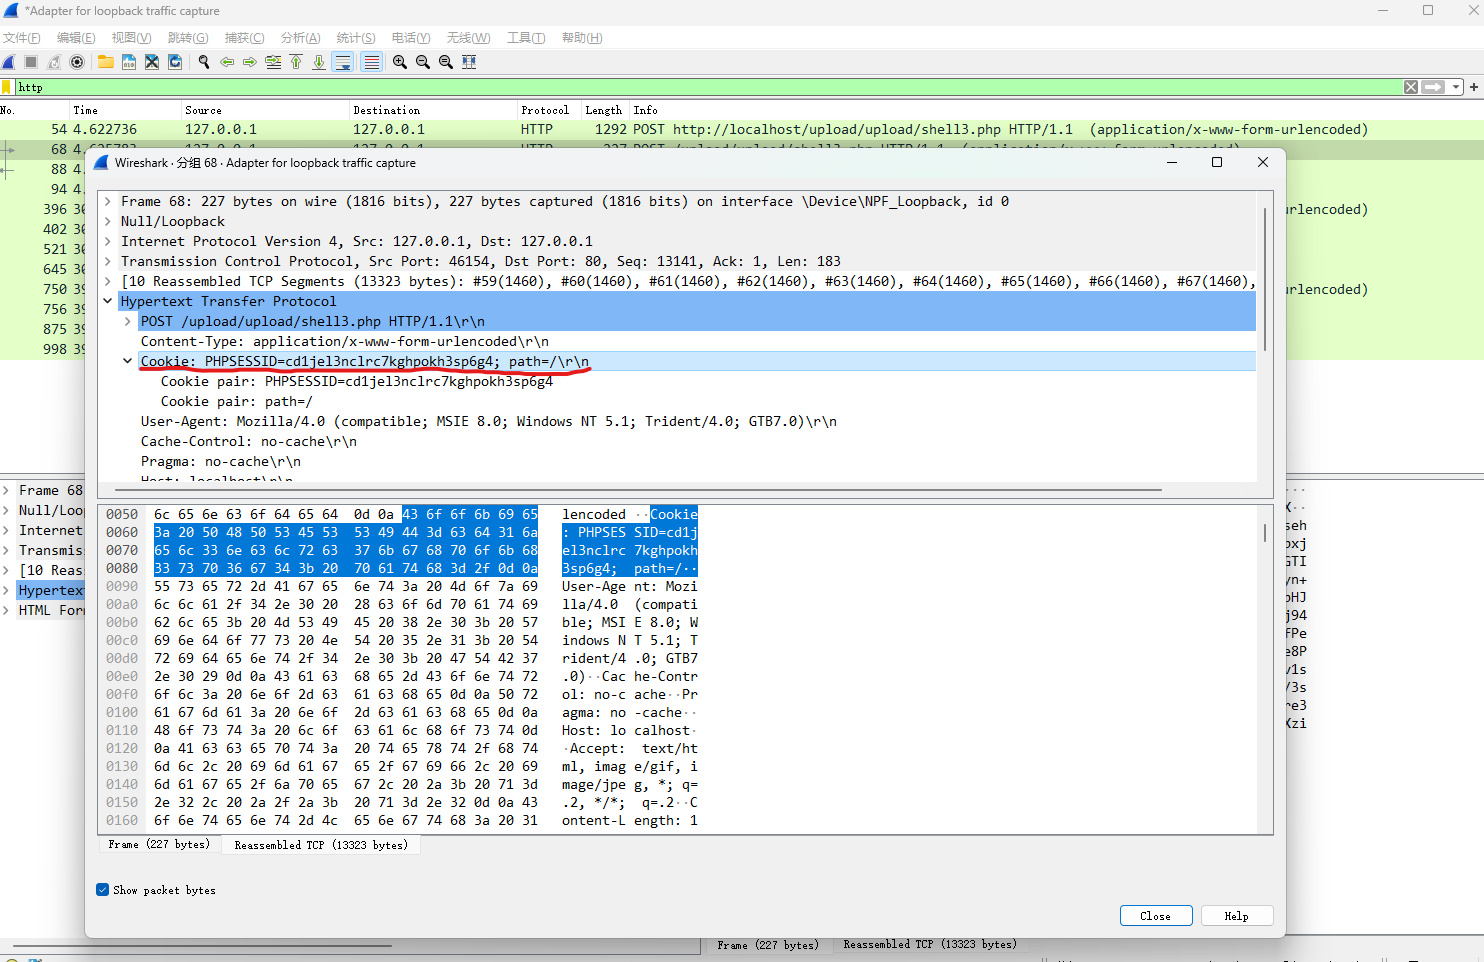 *Adapter for loopback traffic capture
文件(F) 编辑(E) 视图(V) 跳转(G) 捕获(C) 分析(A) 统计(S) 电话(Y) 无线(W) 工具(T) 帮助(H)
http
No. Time Source Destination Protocol Length Info
54 4.622736 127.0.0.1 127.0.0.1 HTTP 1292 POST http://localhost/upload/upload/shell3.php HTTP/1.1 (application/x-www-form-urlencoded)
68
88 4.
94 4.
396 30 urlencoded)
402 30
521 30
645 30
750 39 urlencoded)
756 39
875 39
998 39
Wireshark · 分组 68 · Adapter for loopback traffic capture
Frame 68: 227 bytes on wire (1816 bits), 227 bytes captured (1816 bits) on interface \Device\NPF_Loopback, id 0
Null/Loopback
Internet Protocol Version 4, Src: 127.0.0.1, Dst: 127.0.0.1
Transmission Control Protocol, Src Port: 46154, Dst Port: 80, Seq: 13141, Ack: 1, Len: 183
[10 Reassembled TCP Segments (13323 bytes): #59(1460), #60(1460), #61(1460), #62(1460), #63(1460), #64(1460), #65(1460), #66(1460), #67(1460),
Hypertext Transfer Protocol
POST /upload/upload/shell3.php HTTP/1.1\r\n
Content-Type: application/x-www-form-urlencoded\r\n
Cookie: PHPSESSID=cd1jel3nclrc7kghpokh3sp6g4; path=/\r\n
Cookie pair: PHPSESSID=cd1jel3nclrc7kghpokh3sp6g4
Cookie pair: path=/
User-Agent: Mozilla/4.0 (compatible; MSIE 8.0; Windows NT 5.1; Trident/4.0; GTB7.0)\r\n
Cache-Control: no-cache\r\n
Pragma: no-cache\r\n
Host: localhost\r\n
0050 6c 65 6e 63 6f 64 65 64 0d 0a 43 6f 6f 6b 69 65 lencoded ··Cookie
0060 3a 20 50 48 50 53 45 53 53 49 44 3d 63 64 31 6a : PHPSES SID=cd1j
0070 65 6c 33 6e 63 6c 72 63 37 6b 67 68 70 6f 6b 68 el3nclrc 7kghpokh
0080 33 73 70 36 67 34 3b 20 70 61 74 68 3d 2f 0d 0a 3sp6g4; path=/··
0090 55 73 65 72 2d 41 67 65 6e 74 3a 20 4d 6f 7a 69 User-Age nt: Mozi
00a0 6c 6c 61 2f 34 2e 30 20 28 63 6f 6d 70 61 74 69 lla/4.0 (compati
00b0 62 6c 65 3b 20 4d 53 49 45 20 38 2e 30 3b 20 57 ble; MSI E 8.0; W
00c0 69 6e 64 6f 77 73 20 4e 54 20 35 2e 31 3b 20 54 indows N T 5.1; T
00d0 72 69 64 65 6e 74 2f 34 2e 30 3b 20 47 54 42 37 rident/4 .0; GTB7
00e0 2e 30 29 0d 0a 43 61 63 68 65 2d 43 6f 6e 74 72 .0)··Cac he-Contr
00f0 6f 6c 3a 20 6e 6f 2d 63 61 63 68 65 0d 0a 50 72 ol: no-c ache··Pr
0100 61 67 6d 61 3a 20 6e 6f 2d 63 61 63 68 65 0d 0a agma: no -cache··
0110 48 6f 73 74 3a 20 6c 6f 63 61 6c 68 6f 73 74 0d Host: lo calhost·
0120 0a 41 63 63 65 70 74 3a 20 74 65 78 74 2f 68 74 ·Accept: text/ht
0130 6d 6c 2c 20 69 6d 61 67 65 2f 67 69 66 2c 20 69 ml, imag e/gif, i
0140 6d 61 67 65 2f 6a 70 65 67 2c 20 2a 3b 20 71 3d mage/jpe g, *; q=
0150 2e 32 2c 20 2a 2f 2a 3b 20 71 3d 2e 32 0d 0a 43 .2, */*; q=.2··C
0160 6f 6e 74 65 6e 74 2d 4c 65 6e 67 74 68 3a 20 31 ontent-L ength: 1
Frame (227 bytes) Reassembled TCP (13323 bytes)
Show packet bytes
Close Help
Frame 68
Null/Loop
Internet
Transmis
[10 Reas
Hypertex
HTML For
seh
oxj
GTI
yn+
pHJ
j94
fPe
e8P
v1s
/3s
re3
Xzi
Frame (227 bytes) Reassembled TCP (13323 bytes)